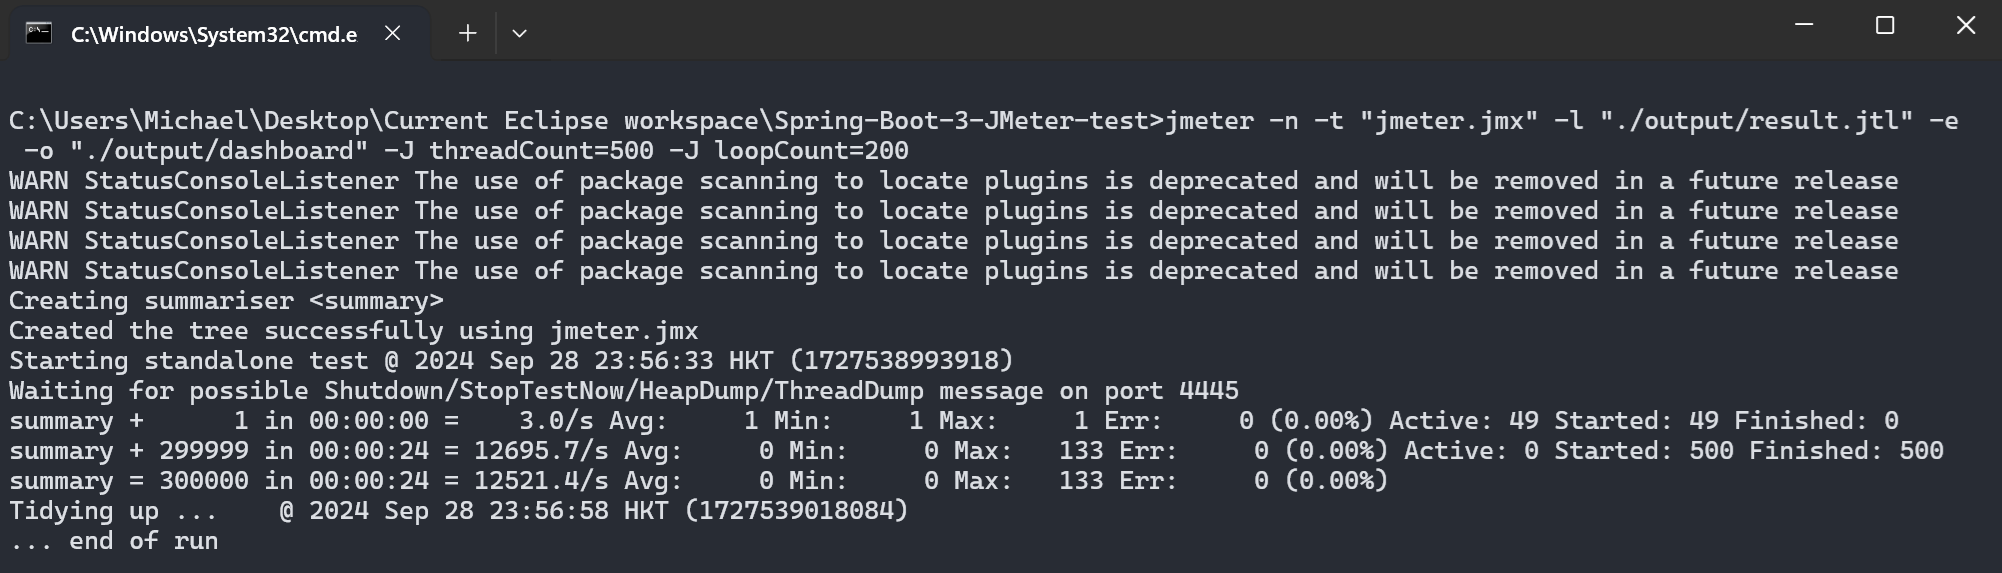 C:\Windows\System32\cmd.e
C:\Users\Michael\Desktop\Current Eclipse workspace\Spring-Boot-3-JMeter-test>jmeter -n -t "jmeter.jmx" -l "./output/result.jtl" -e
 -o "./output/dashboard" -J threadCount=500 -J loopCount=200
WARN StatusConsoleListener The use of package scanning to locate plugins is deprecated and will be removed in a future release
WARN StatusConsoleListener The use of package scanning to locate plugins is deprecated and will be removed in a future release
WARN StatusConsoleListener The use of package scanning to locate plugins is deprecated and will be removed in a future release
WARN StatusConsoleListener The use of package scanning to locate plugins is deprecated and will be removed in a future release
Creating summariser <summary>
Created the tree successfully using jmeter.jmx
Starting standalone test @ 2024 Sep 28 23:56:33 HKT (1727538993918)
Waiting for possible Shutdown/StopTestNow/HeapDump/ThreadDump message on port 4445
summary +      1 in 00:00:00 =    3.0/s Avg:     1 Min:     1 Max:     1 Err:     0 (0.00%) Active: 49 Started: 49 Finished: 0
summary + 299999 in 00:00:24 = 12695.7/s Avg:     0 Min:     0 Max:   133 Err:     0 (0.00%) Active: 0 Started: 500 Finished: 500
summary = 300000 in 00:00:24 = 12521.4/s Avg:     0 Min:     0 Max:   133 Err:     0 (0.00%)
Tidying up ...    @ 2024 Sep 28 23:56:58 HKT (1727539018084)
... end of run